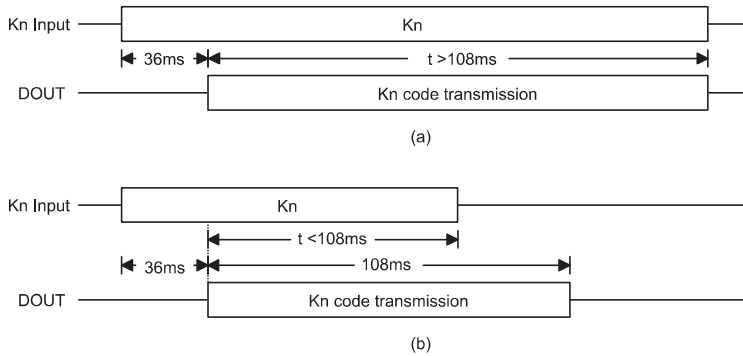 Kn Input
Kn
36ms
t >108ms
DOUT
Kn code transmission
(a)
Kn Input
Kn
t <108ms
36ms
108ms
DOUT
Kn code transmission
(b)